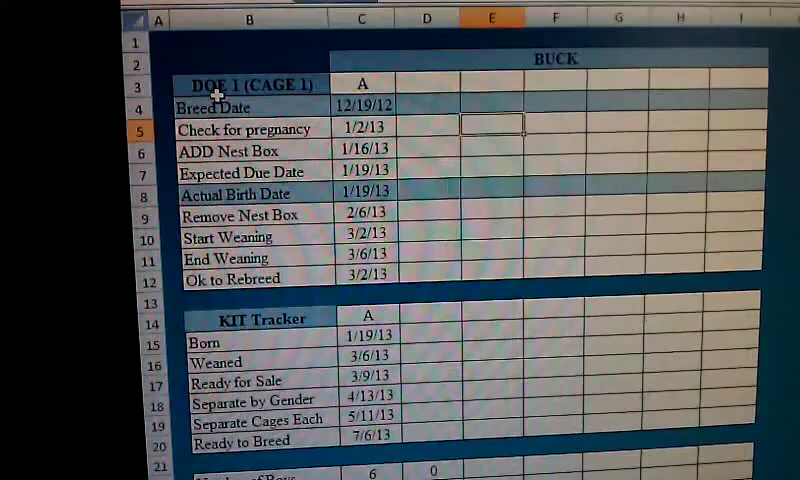 A B C D E F G H I
1
2 BUCK
3 DOE 1 (CAGE 1) A
4 Breed Date 12/19/12
5 Check for pregnancy 1/2/13
6 ADD Nest Box 1/16/13
7 Expected Due Date 1/19/13
8 Actual Birth Date 1/19/13
9 Remove Nest Box 2/6/13
10 Start Weaning 3/2/13
11 End Weaning 3/6/13
12 Ok to Rebreed 3/2/13
13
14 KIT Tracker A
15 Born 1/19/13
16 Weaned 3/6/13
17 Ready for Sale 3/9/13
18 Separate by Gender 4/13/13
19 Separate Cages Each 5/11/13
20 Ready to Breed 7/6/13
21
6 0